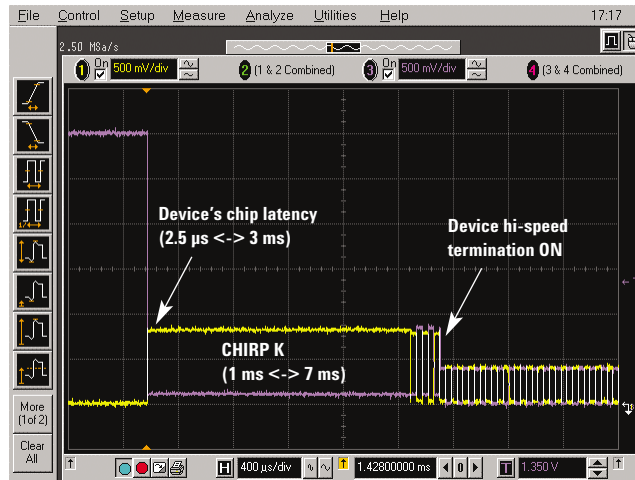 File Control Setup Measure Analyze Utilities Help 17:17
2.50 MSa/s
1 On 500 mV/div 2 (1 & 2 Combined) 3 On 500 mV/div 4 (3 & 4 Combined)
Device's chip latency
(2.5 µs <-> 3 ms)
Device hi-speed
termination ON
CHIRP K
(1 ms <-> 7 ms)
More
(1 of 2)
Clear
All
H 400 µs/div 1.42800000 ms 0 T 1.350 V